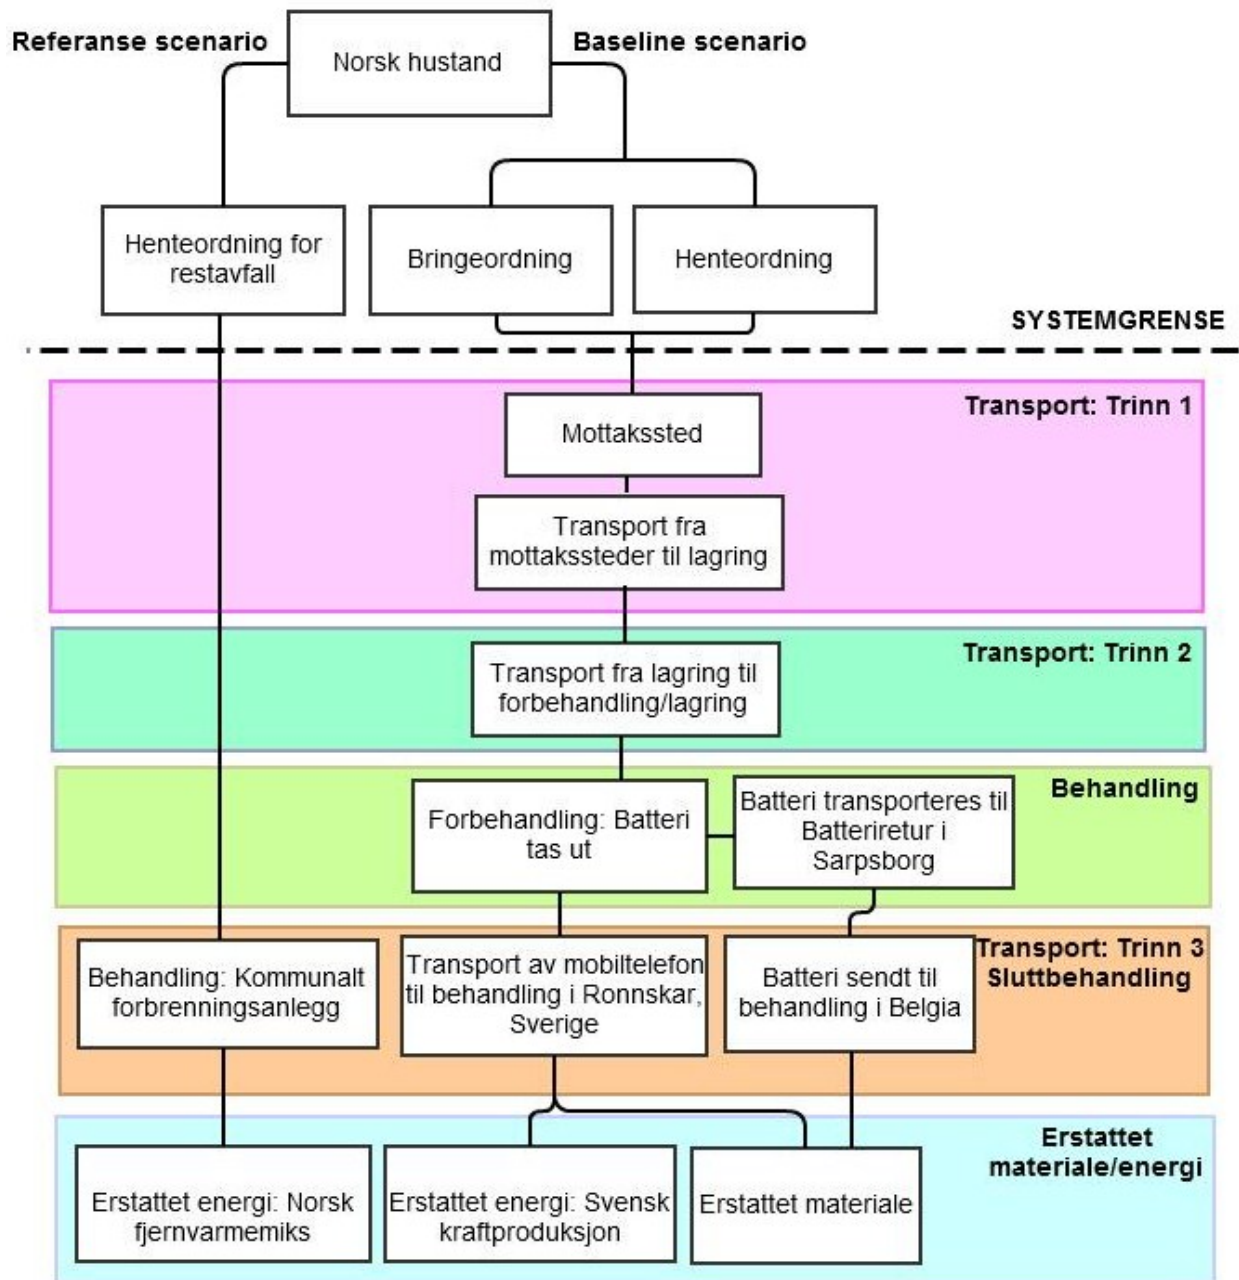 Referanse scenario
Norsk hustand
Baseline scenario
Henteordning for
restavfall
Bringeordning
Henteordning
SYSTEMGRENSE
Transport: Trinn 1
Mottakssted
Transport fra
mottakssteder til lagring
Transport: Trinn 2
Transport fra lagring til
forbehandling/lagring
Behandling
Forbehandling: Batteri
tas ut
Batteri transporteres til
Batteriretur i
Sarpsborg
Transport: Trinn 3
Sluttbehandling
Behandling: Kommunalt
forbrenningsanlegg
Transport av mobiltelefon
til behandling i Ronnskar,
Sverige
Batteri sendt til
behandling i Belgia
Erstattet
materiale/energi
Erstattet energi: Norsk
fjernvarmemiks
Erstattet energi: Svensk
kraftproduksjon
Erstattet materiale